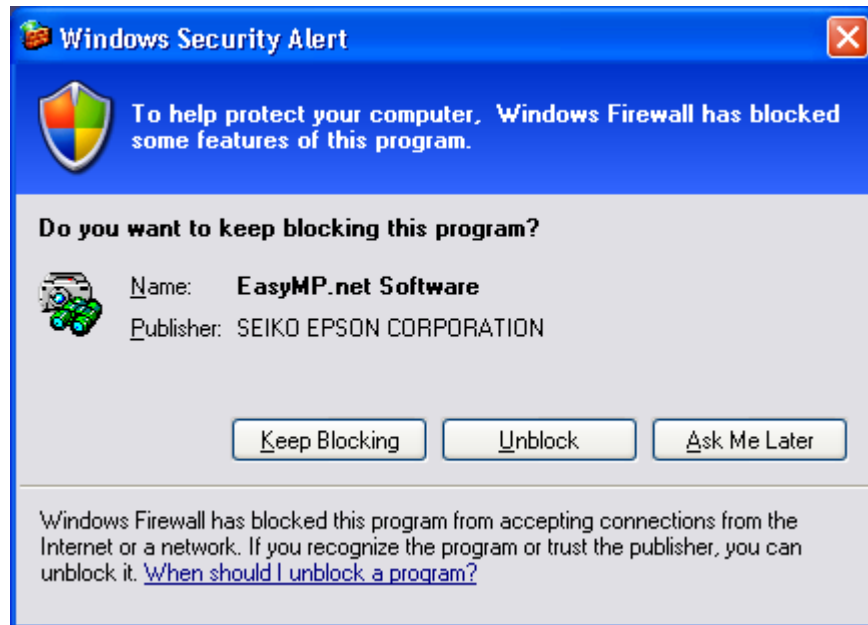 Windows Security Alert
To help protect your computer, Windows Firewall has blocked
some features of this program.
Do you want to keep blocking this program?
Name: EasyMP.net Software
Publisher: SEIKO EPSON CORPORATION
Keep Blocking Unblock Ask Me Later
Windows Firewall has blocked this program from accepting connections from the
Internet or a network. If you recognize the program or trust the publisher, you can
unblock it. When should I unblock a program?